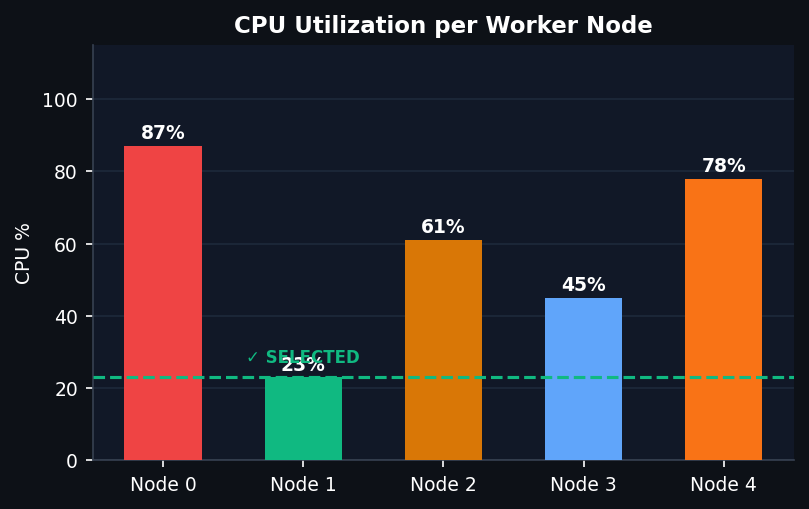 CPU Utilization per Worker Node
CPU %
100
80
60
40
20
0
87%
✓ SELECTED
23%
61%
45%
78%
Node 0
Node 1
Node 2
Node 3
Node 4